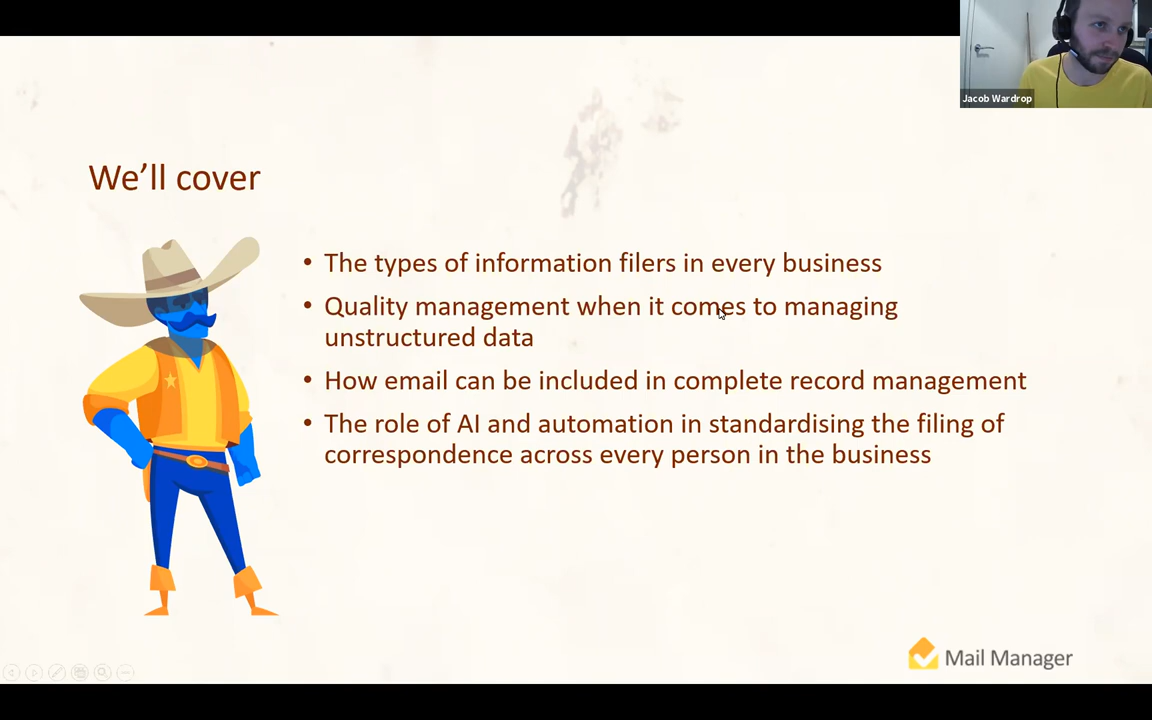 Jacob Wardrop
We’ll cover
• The types of information filers in every business
• Quality management when it comes to managing
unstructured data
• How email can be included in complete record management
• The role of AI and automation in standardising the filing of
correspondence across every person in the business
Mail Manager